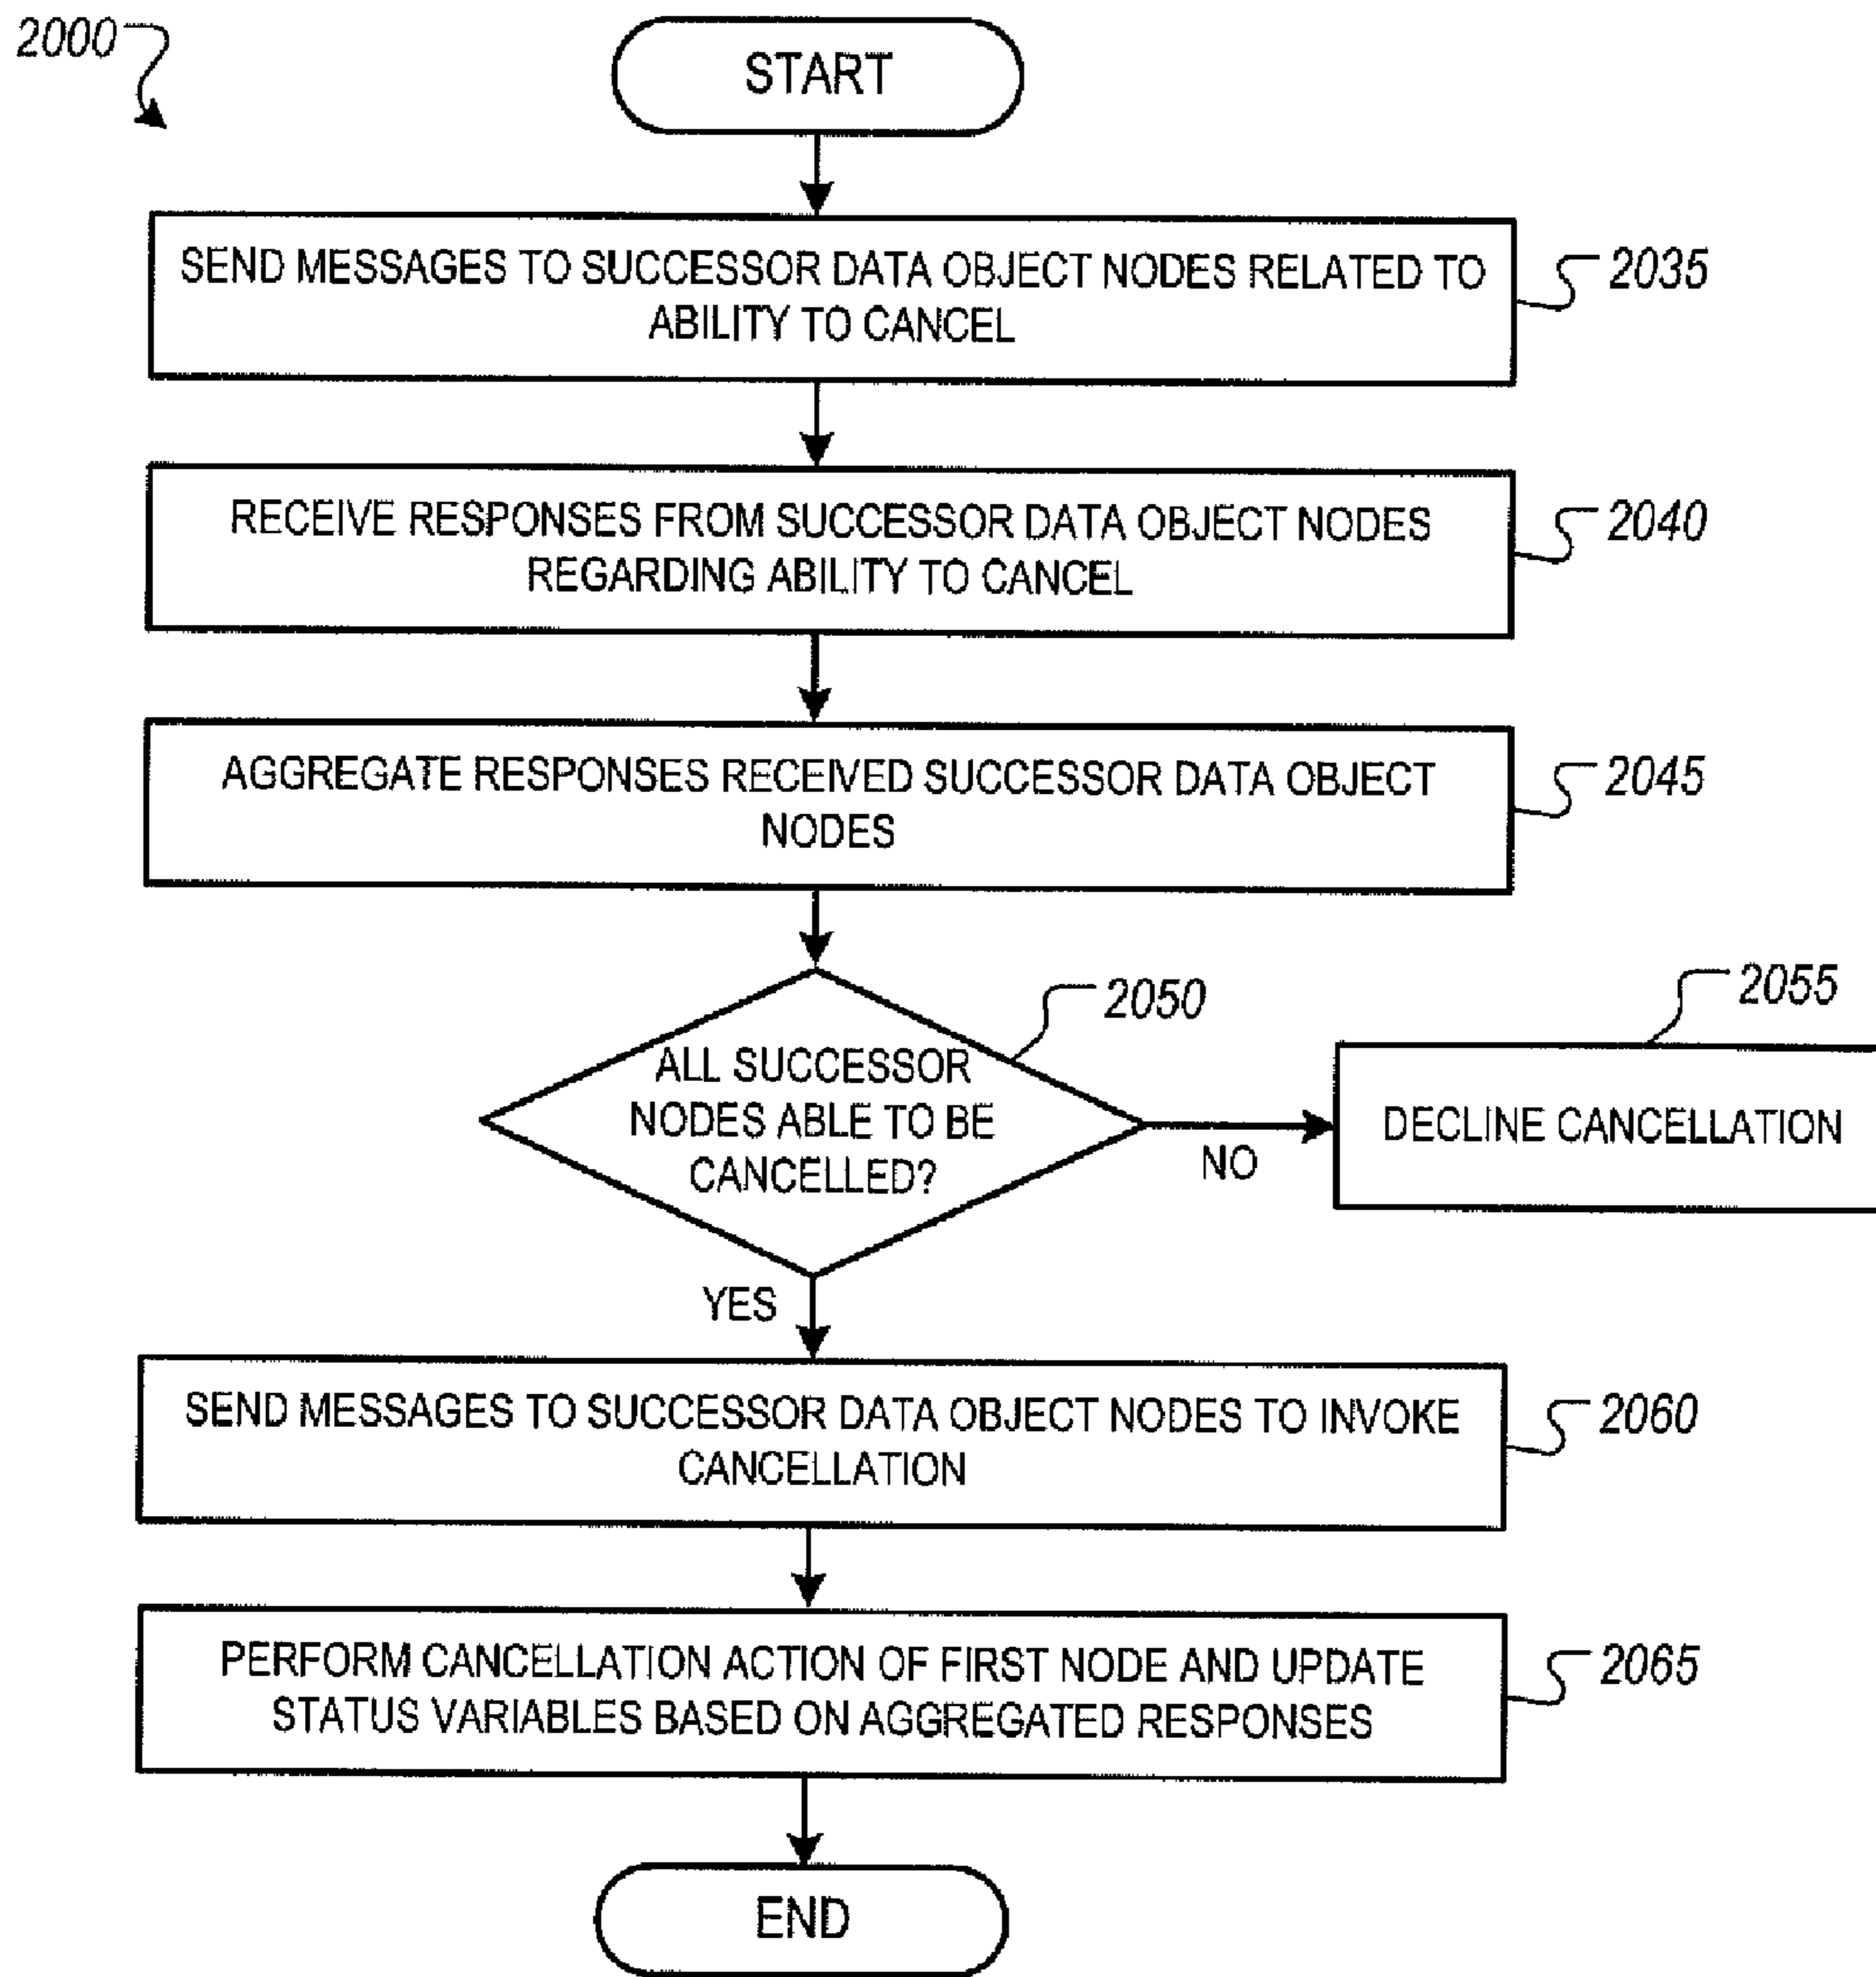 2000
START
SEND MESSAGES TO SUCCESSOR DATA OBJECT NODES RELATED TO
ABILITY TO CANCEL
2035
RECEIVE RESPONSES FROM SUCCESSOR DATA OBJECT NODES
REGARDING ABILITY TO CANCEL
2040
AGGREGATE RESPONSES RECEIVED SUCCESSOR DATA OBJECT
NODES
2045
ALL SUCCESSOR
NODES ABLE TO BE
CANCELLED?
2050
NO
DECLINE CANCELLATION
2055
YES
SEND MESSAGES TO SUCCESSOR DATA OBJECT NODES TO INVOKE
CANCELLATION
2060
PERFORM CANCELLATION ACTION OF FIRST NODE AND UPDATE
STATUS VARIABLES BASED ON AGGREGATED RESPONSES
2065
END